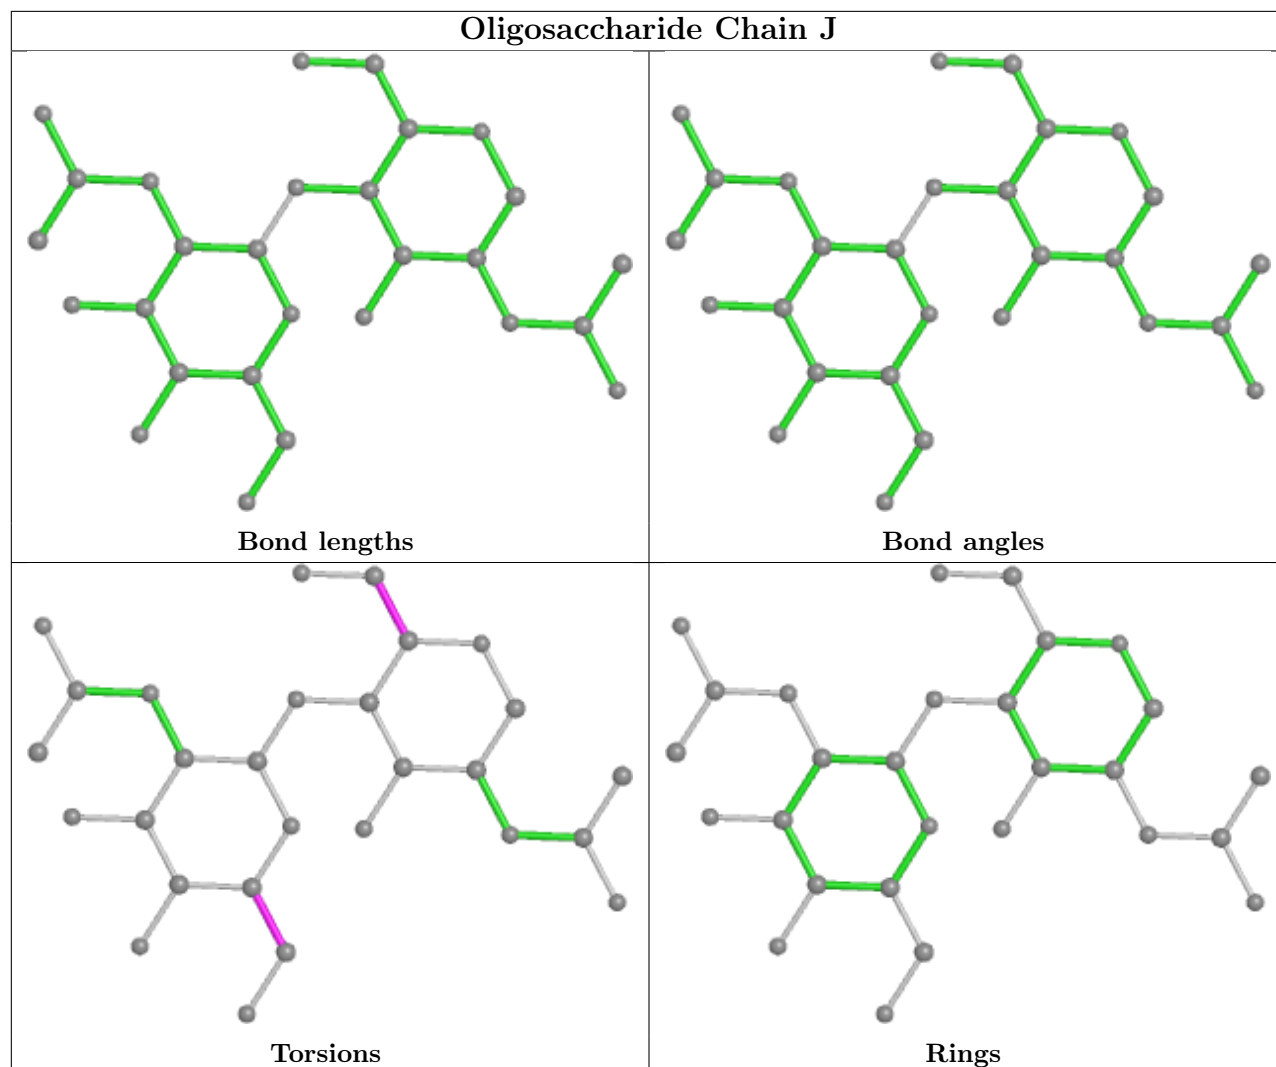 Oligosaccharide Chain J
Bond lengths
Bond angles
Torsions
Rings